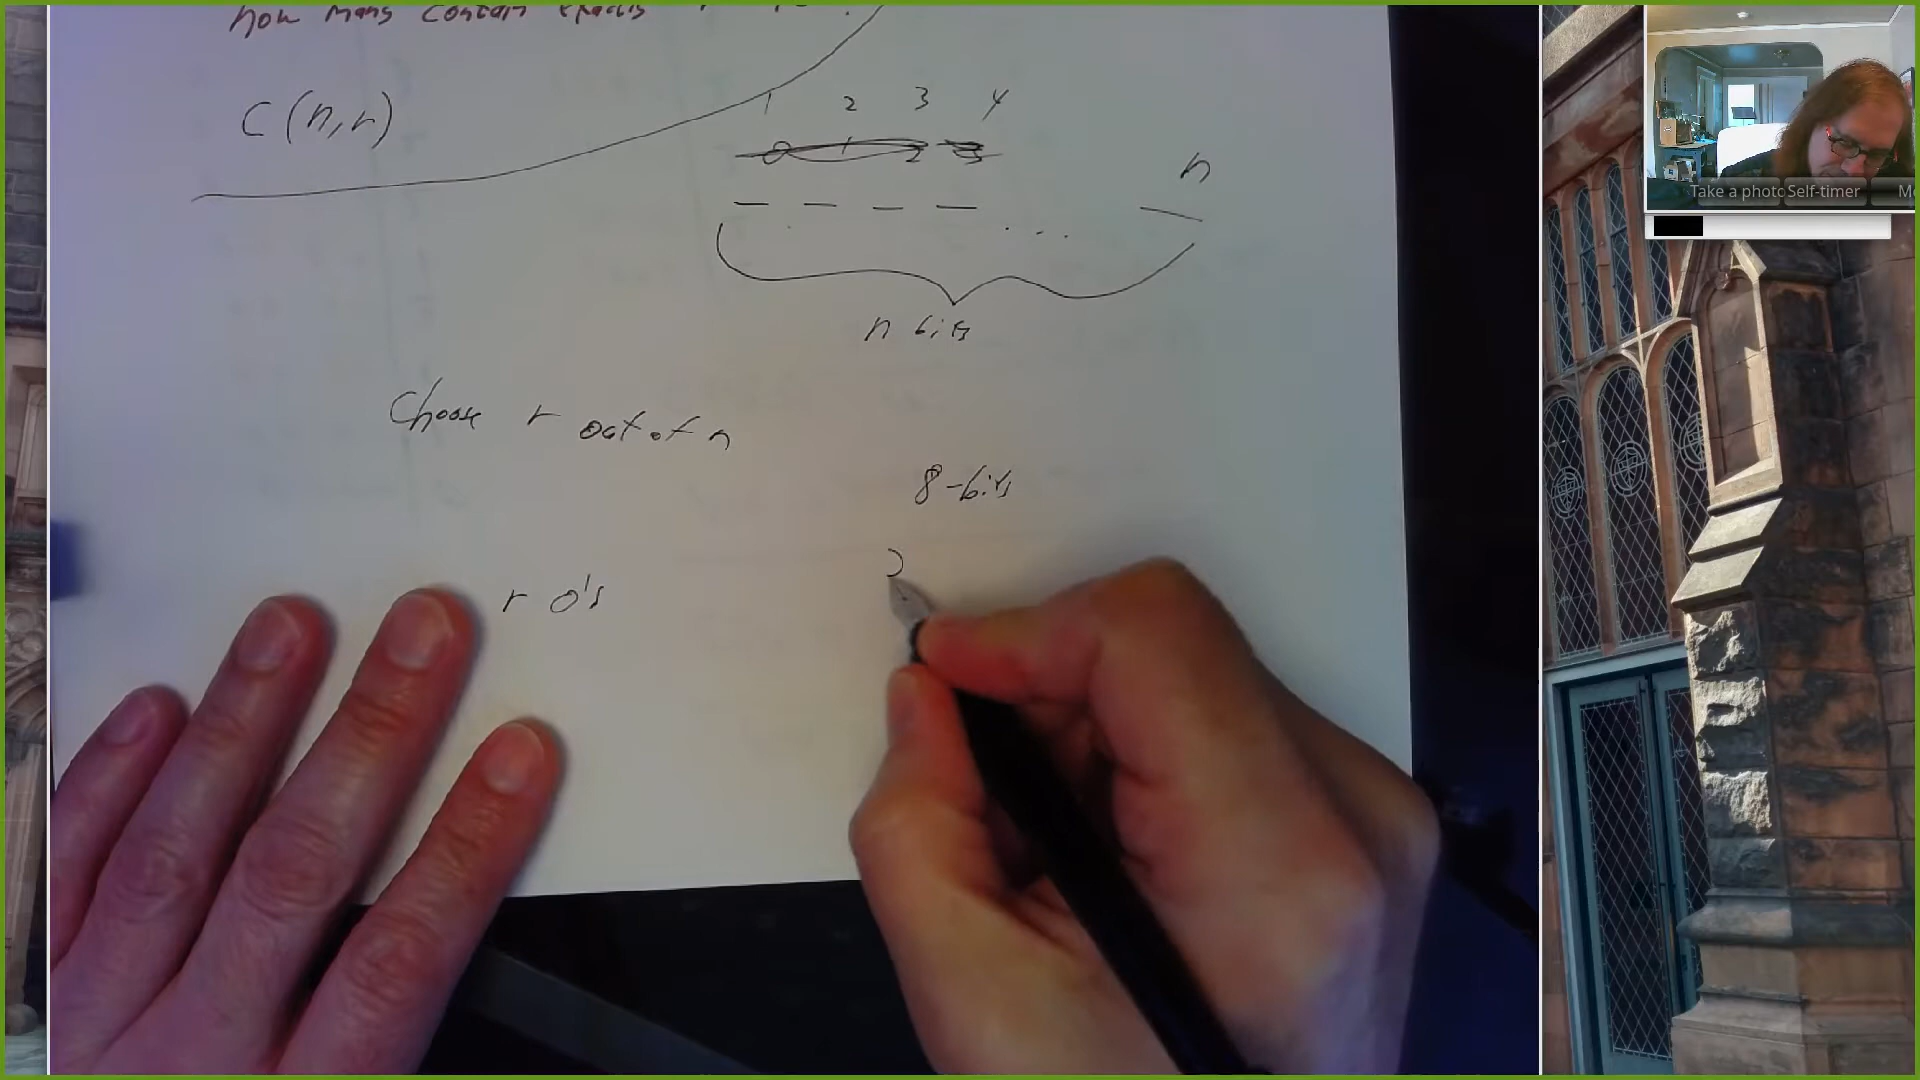 how many contain exactly r
C(n,r)
1 2 3 4
n
...
n bits
Choose r out of n
8-bits
r 0's
Take a photo Self-timer